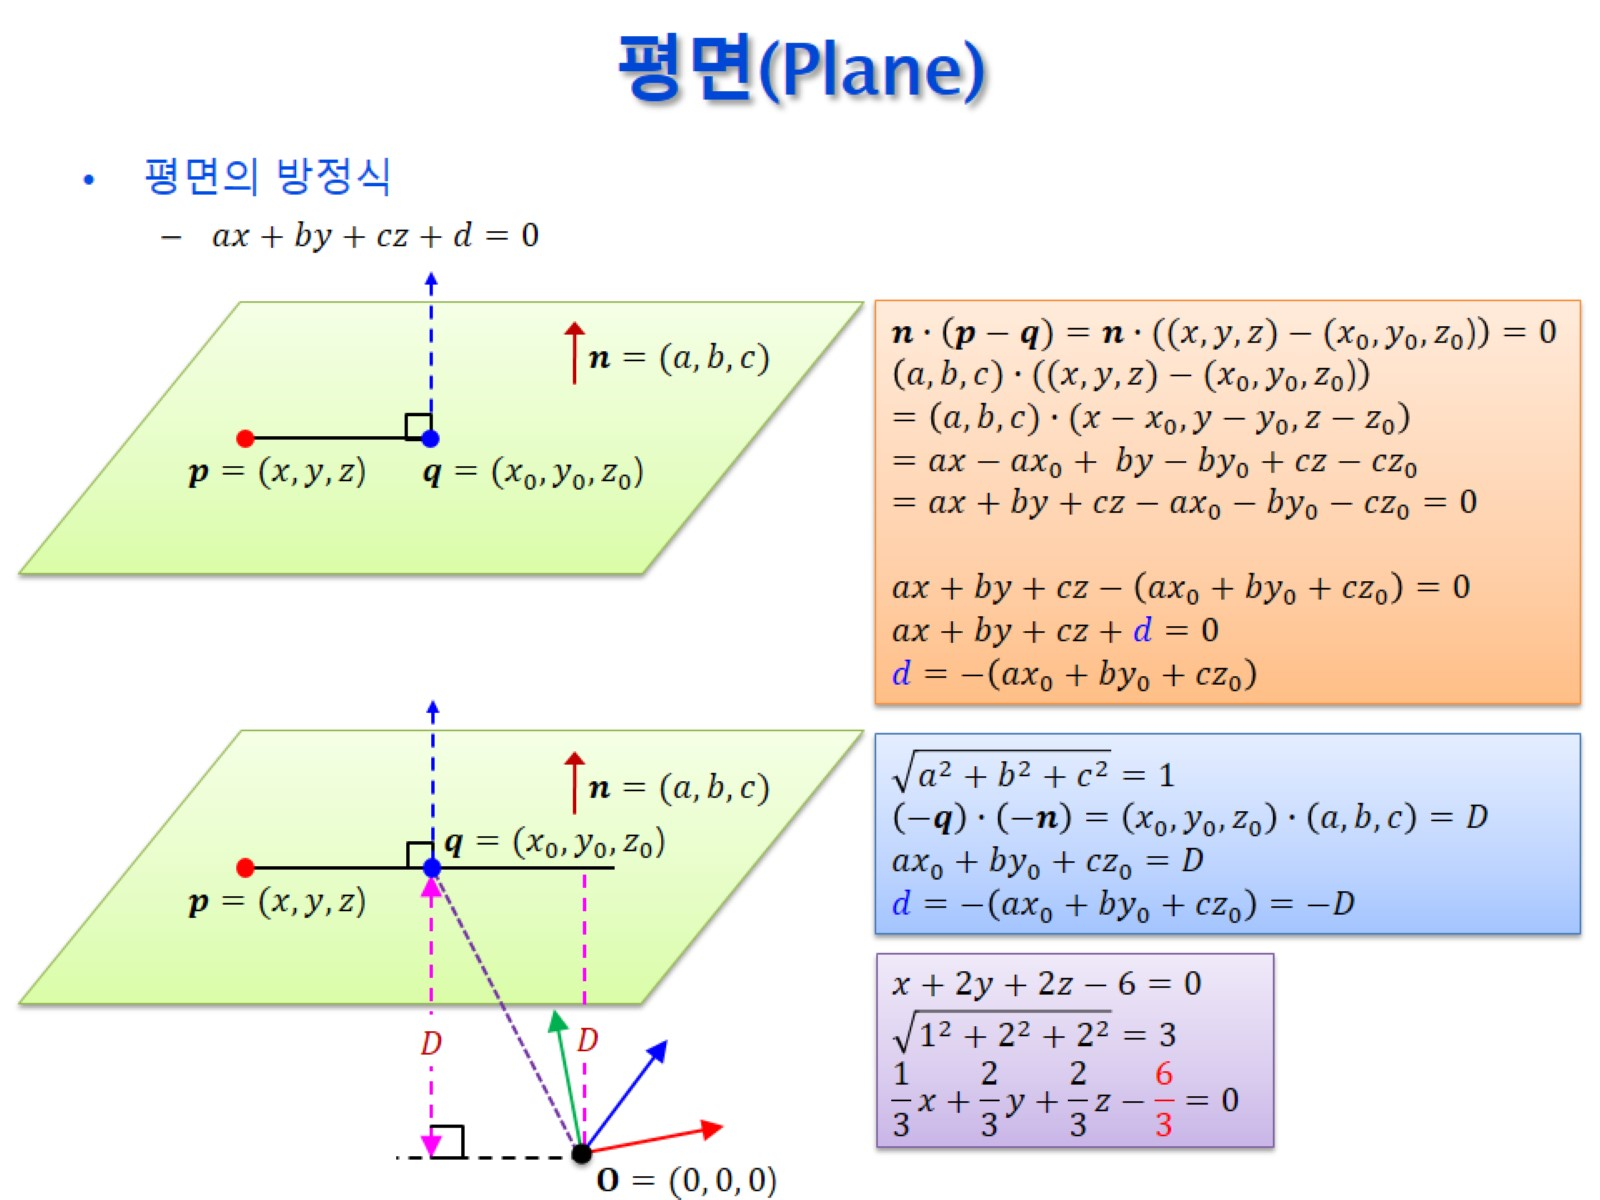 평면(Plane)
• 평면의 방정식
– ax + by + cz + d = 0
n = (a, b, c)
p = (x, y, z) q = (x₀, y₀, z₀)
n · (p − q) = n · ((x, y, z) − (x₀, y₀, z₀)) = 0
(a, b, c) · ((x, y, z) − (x₀, y₀, z₀))
= (a, b, c) · (x − x₀, y − y₀, z − z₀)
= ax − ax₀ + by − by₀ + cz − cz₀
= ax + by + cz − ax₀ − by₀ − cz₀ = 0
ax + by + cz − (ax₀ + by₀ + cz₀) = 0
ax + by + cz + d = 0
d = −(ax₀ + by₀ + cz₀)
n = (a, b, c)
q = (x₀, y₀, z₀)
p = (x, y, z)
D D
O = (0, 0, 0)
√(a² + b² + c²) = 1
(−q) · (−n) = (x₀, y₀, z₀) · (a, b, c) = D
ax₀ + by₀ + cz₀ = D
d = −(ax₀ + by₀ + cz₀) = −D
x + 2y + 2z − 6 = 0
√(1² + 2² + 2²) = 3
1/3 x + 2/3 y + 2/3 z − 6/3 = 0